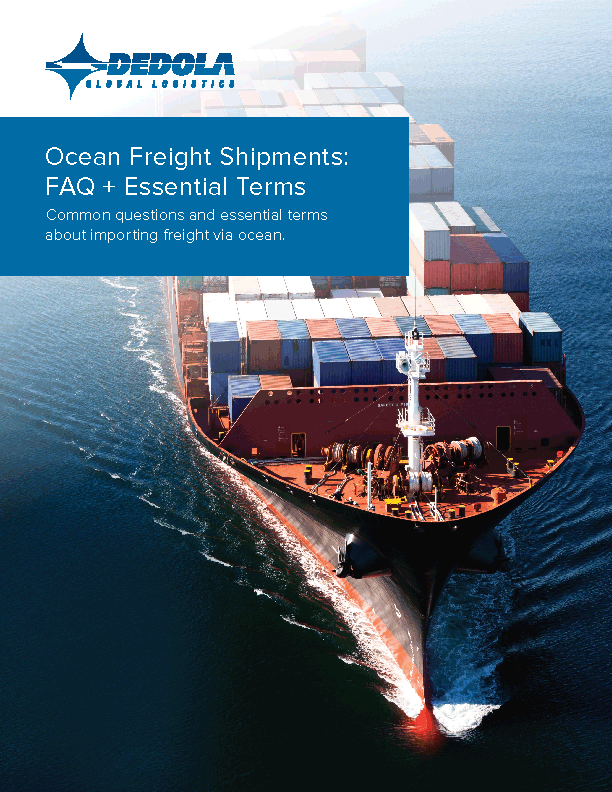 DEDOLA
GLOBAL LOGISTICS
Ocean Freight Shipments:
FAQ + Essential Terms
Common questions and essential terms
about importing freight via ocean.